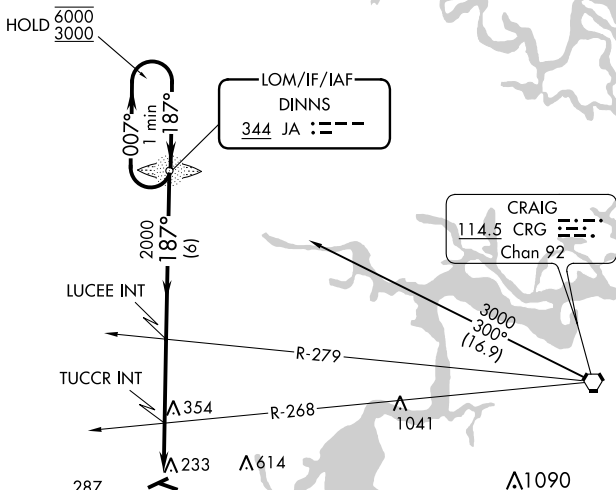 HOLD 6000
3000
LOM/IF/IAF
DINNS
344 JA
007°
1 min
187°
2000
187°
(6)
CRAIG
114.5 CRG
Chan 92
3000
300°
(16.9)
LUCEE INT
R-279
TUCCR INT
354
R-268
1041
233
614
287
1090